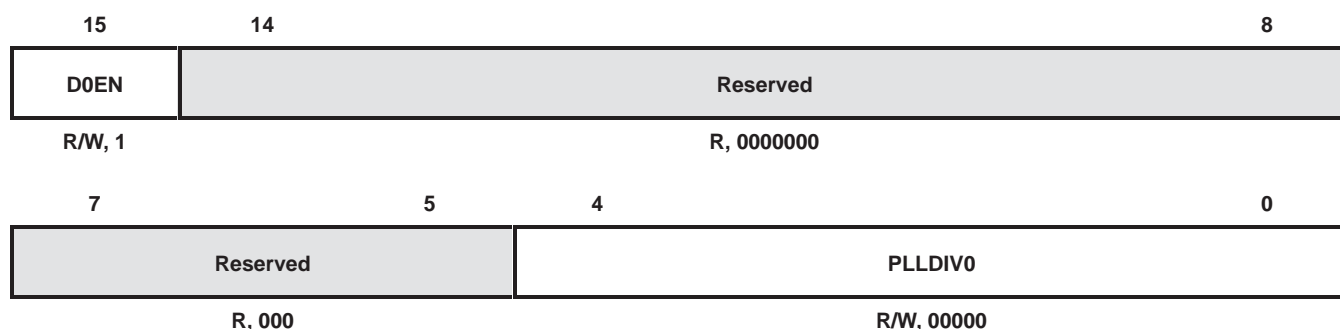 15 14 8
D0EN Reserved
R/W, 1 R, 0000000
7 5 4 0
Reserved PLLDIV0
R, 000 R/W, 00000